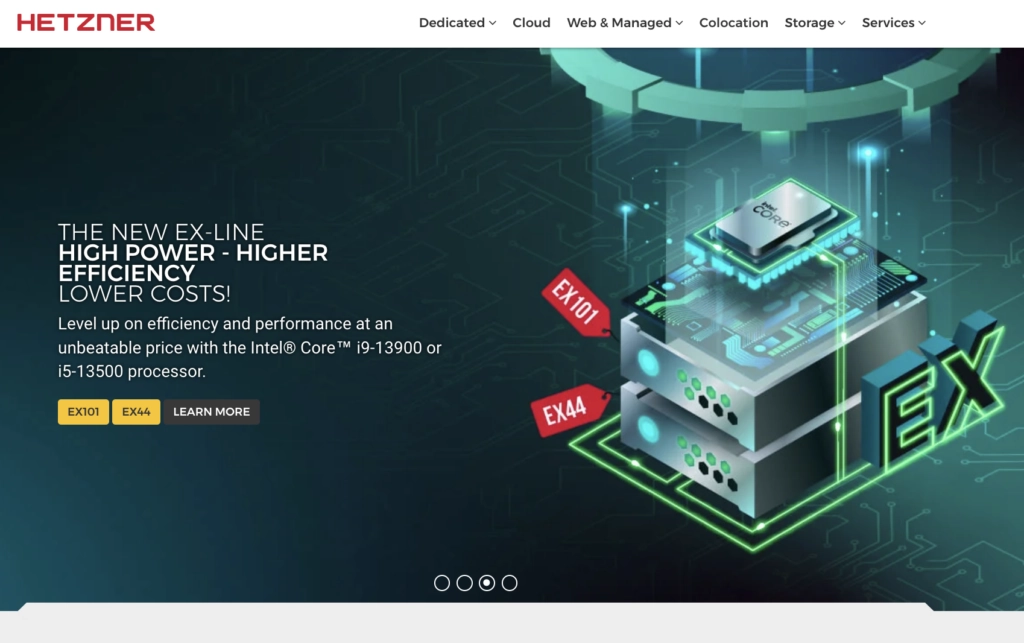 HETZNER
Dedicated Cloud Web & Managed Colocation Storage Services
THE NEW EX-LINE
HIGH POWER - HIGHER
EFFICIENCY
LOWER COSTS!
Level up on efficiency and performance at an
unbeatable price with the Intel® Core™ i9-13900 or
i5-13500 processor.
EX101 EX44 LEARN MORE
intel
CORE
EX101
EX44
EX